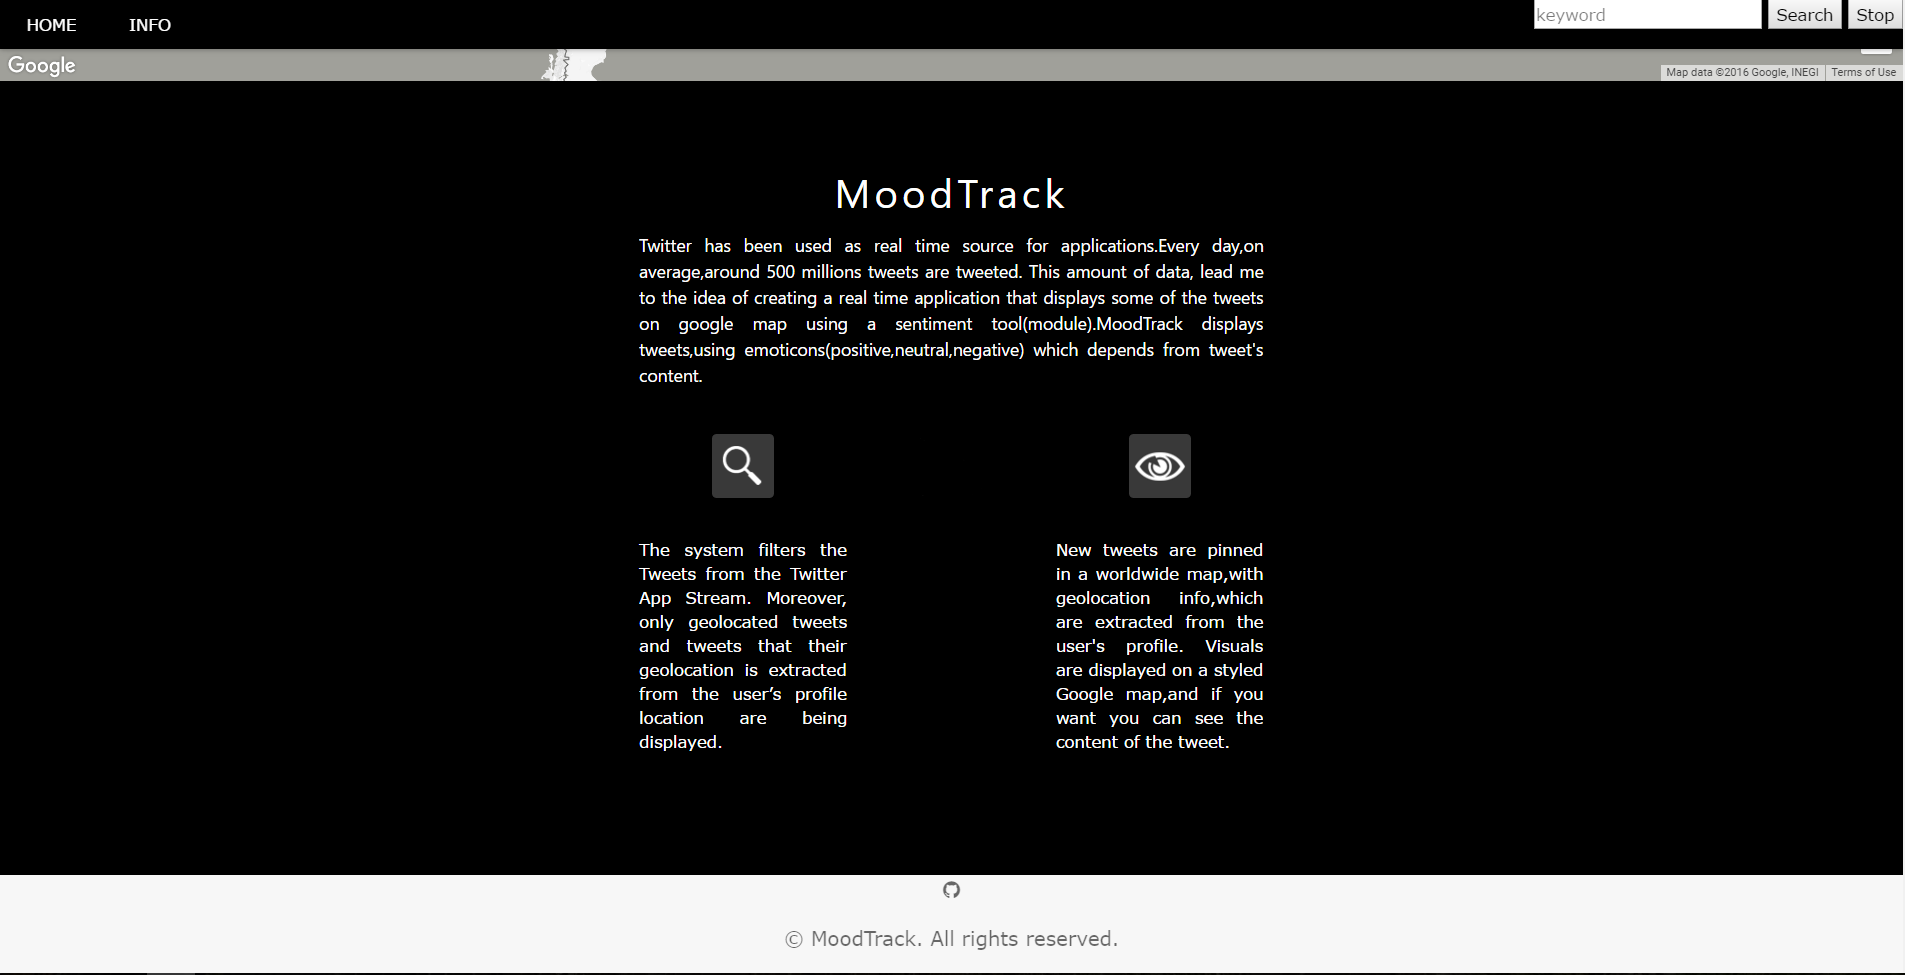 HOME INFO keyword Search Stop
Google Map data ©2016 Google, INEGI Terms of Use
MoodTrack
Twitter has been used as real time source for applications.Every day,on
average,around 500 millions tweets are tweeted. This amount of data, lead me
to the idea of creating a real time application that displays some of the tweets
on google map using a sentiment tool(module).MoodTrack displays
tweets,using emoticons(positive,neutral,negative) which depends from tweet's
content.
The system filters the
Tweets from the Twitter
App Stream. Moreover,
only geolocated tweets
and tweets that their
geolocation is extracted
from the user’s profile
location are being
displayed.
New tweets are pinned
in a worldwide map,with
geolocation info,which
are extracted from the
user's profile. Visuals
are displayed on a styled
Google map,and if you
want you can see the
content of the tweet.
© MoodTrack. All rights reserved.